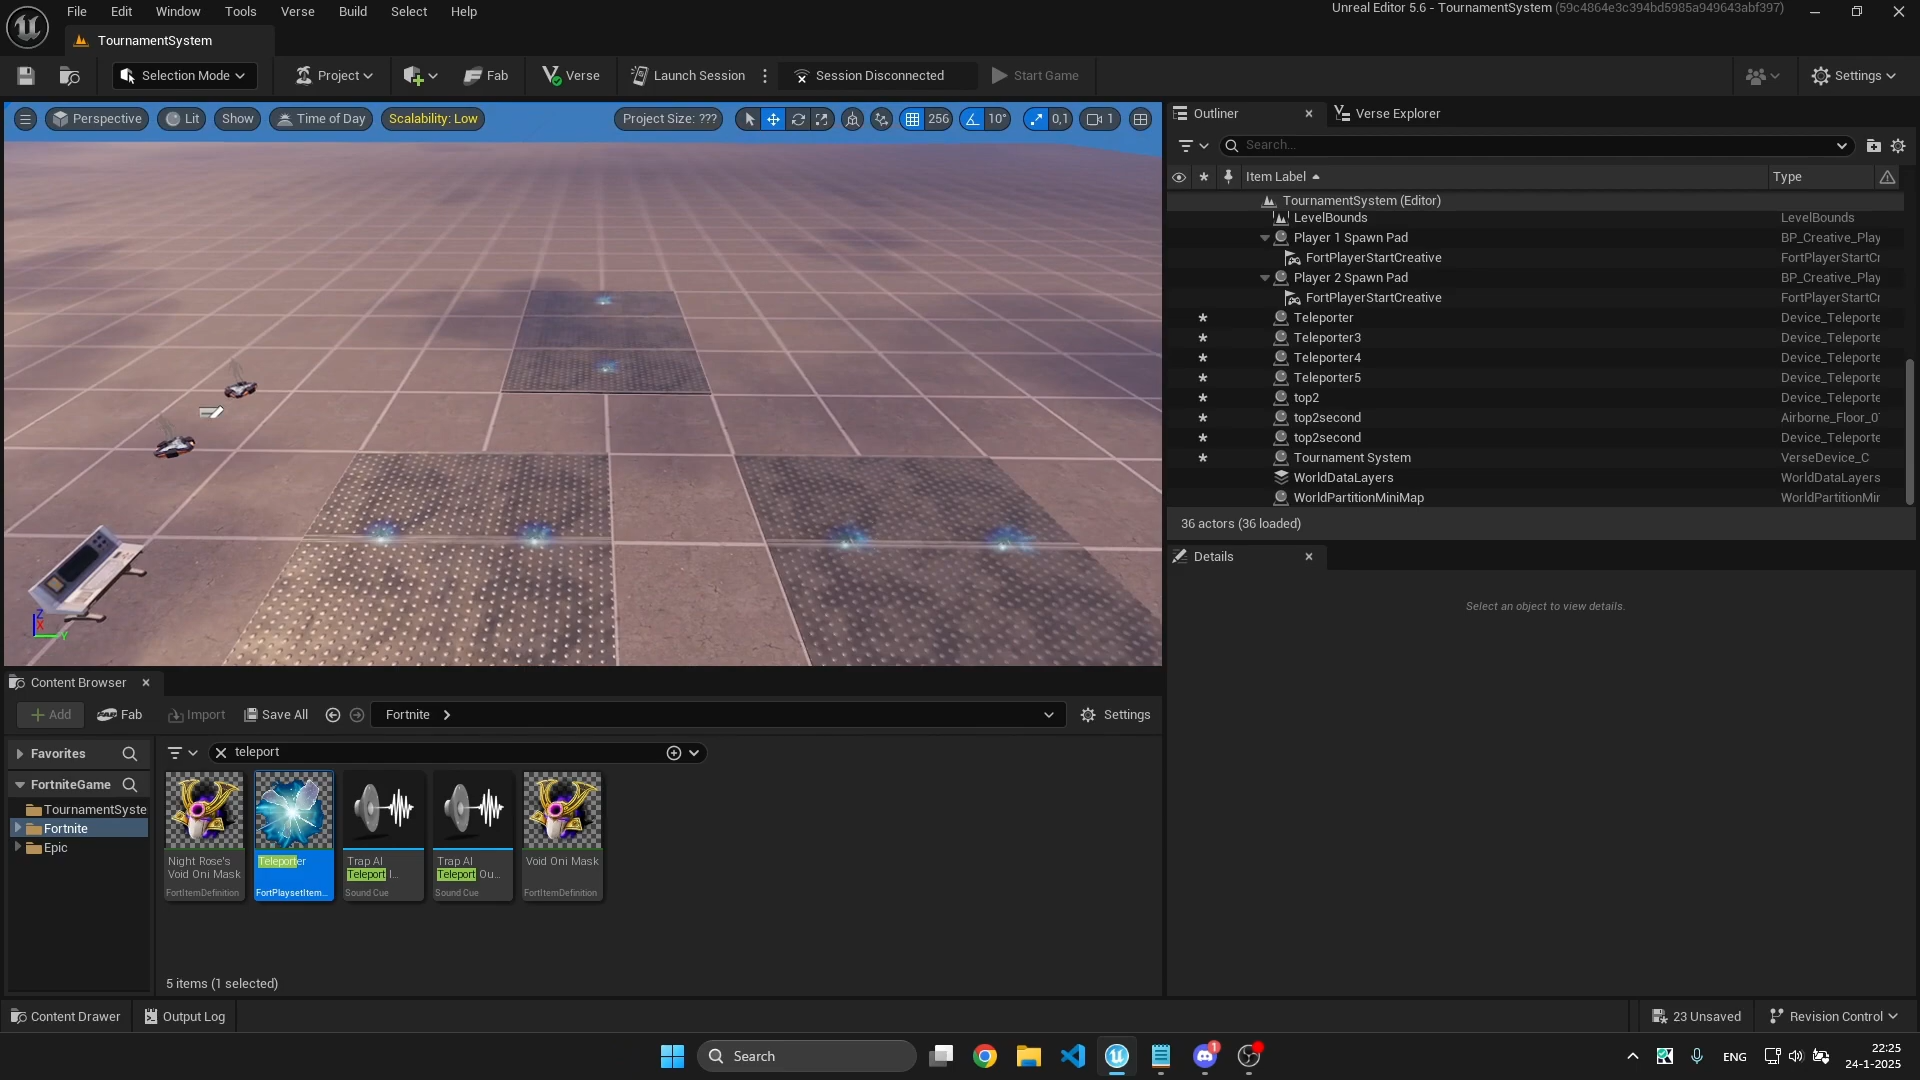 File Edit Window Tools Verse Build Select Help
Unreal Editor 5.6 - TournamentSystem (59c4864e3c394bd5985a949643abf397)
TournamentSystem
Selection Mode
Project
Fab
Verse
Launch Session
Session Disconnected
Start Game
Settings
Perspective
Lit
Show
Time of Day
Scalability: Low
Project Size: ???
256
10°
0,1
1
Outliner
Verse Explorer
Search...
Item Label
Type
TournamentSystem (Editor)
LevelBounds LevelBounds
Player 1 Spawn Pad BP_Creative_Play
FortPlayerStartCreative FortPlayerStartCr
Player 2 Spawn Pad BP_Creative_Play
FortPlayerStartCreative FortPlayerStartCr
Teleporter Device_Teleporte
Teleporter3 Device_Teleporte
Teleporter4 Device_Teleporte
Teleporter5 Device_Teleporte
top2 Device_Teleporte
top2second Airborne_Floor_0
top2second Device_Teleporte
Tournament System VerseDevice_C
WorldDataLayers WorldDataLayers
WorldPartitionMiniMap WorldPartitionMir
36 actors (36 loaded)
Details
Select an object to view details.
Z
X
Y
Content Browser
Add
Fab
Import
Save All
Fortnite
Settings
Favorites
FortniteGame
TournamentSyste
Fortnite
Epic
teleport
Night Rose's
Void Oni Mask
FortItemDefinition
Teleporter
FortPlaysetItem...
Trap AI
Teleport I...
Sound Cue
Trap AI
Teleport Ou...
Sound Cue
Void Oni Mask
FortItemDefinition
5 items (1 selected)
Content Drawer
Output Log
23 Unsaved
Revision Control
Search
1
ENG
22:25
24-1-2025